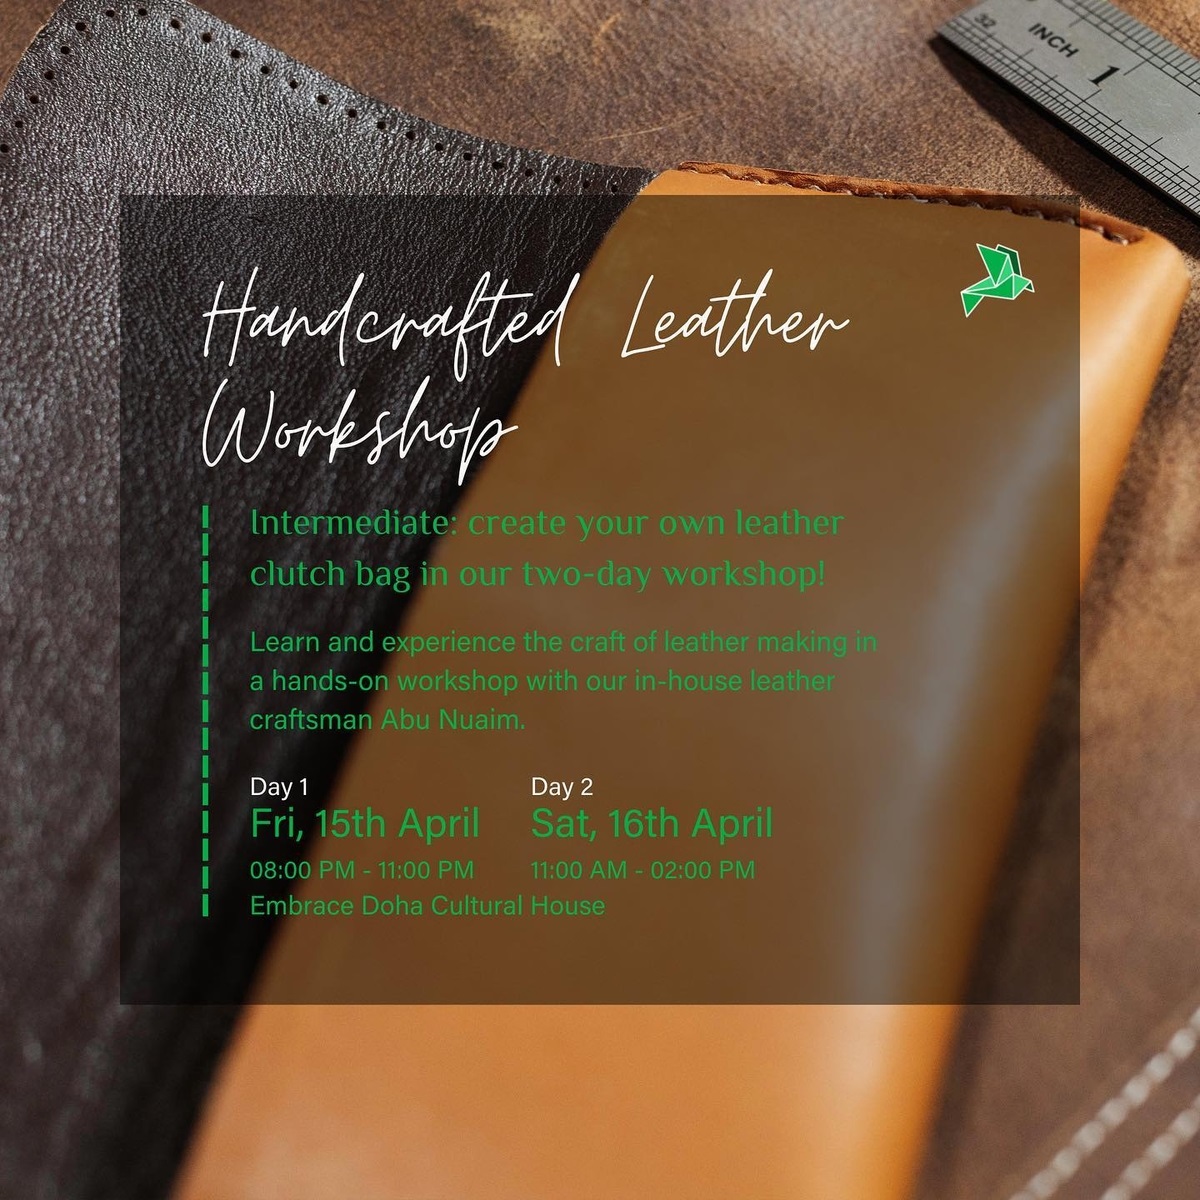 32
INCH 1
Handcrafted Leather
Workshop
Intermediate: create your own leather
clutch bag in our two-day workshop!
Learn and experience the craft of leather making in
a hands-on workshop with our in-house leather
craftsman Abu Nuaim.
Day 1
Fri, 15th April
08:00 PM - 11:00 PM
Day 2
Sat, 16th April
11:00 AM - 02:00 PM
Embrace Doha Cultural House